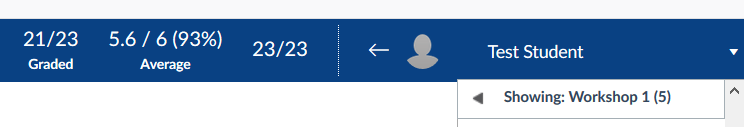 21/23 5.6 / 6 (93%) 23/23 Test Student
Graded Average
Showing: Workshop 1 (5)